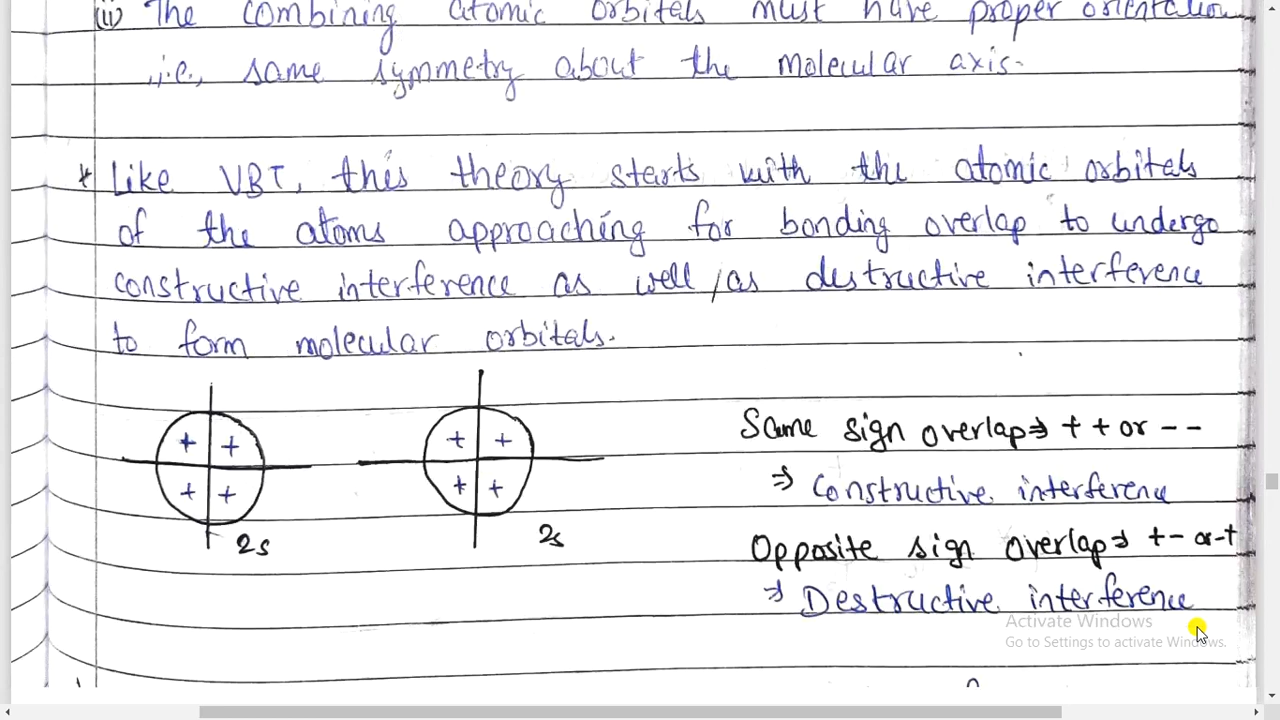 (ii) The combining atomic orbitals must have proper orientation
i.e., same symmetry about the molecular axis.
* Like VBT, this theory starts with the atomic orbitals
of the atoms approaching for bonding overlap to undergo
constructive interference as well as destructive interference
to form molecular orbitals.
+ +
+ +
2s
+ +
+ +
2s
Same sign overlap ⇒ + + or - -
⇒ Constructive interference
Opposite sign overlap ⇒ + - or - +
⇒ Destructive interference
Activate Windows
Go to Settings to activate Windows.